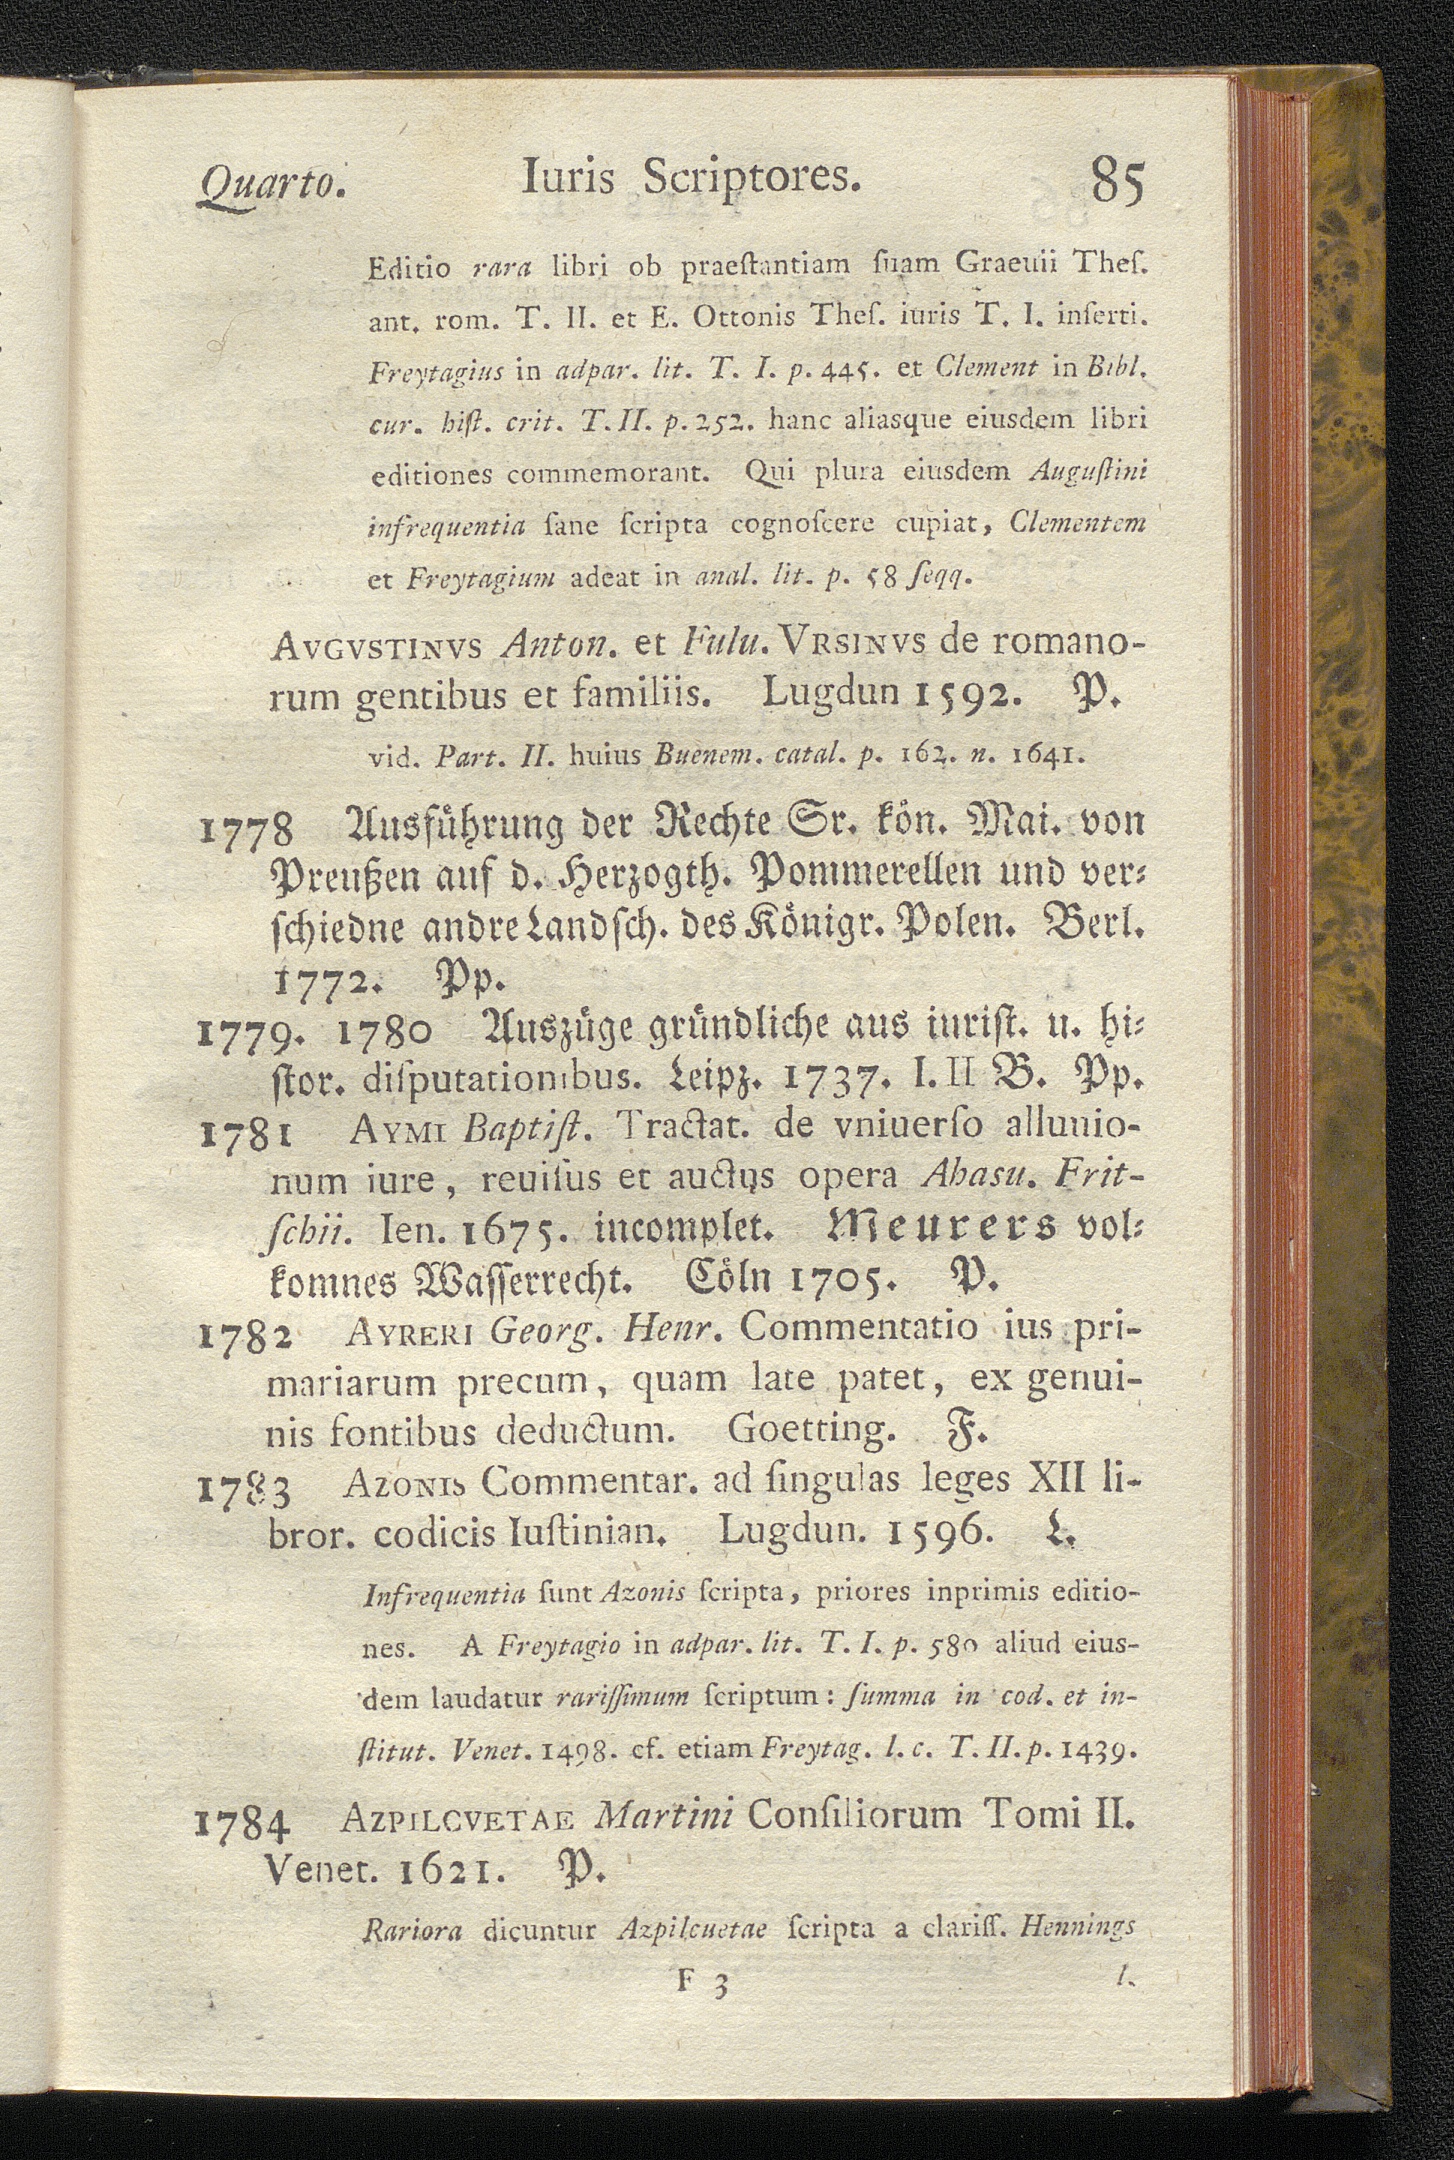 Quarto. Iuris Scriptores. 85
Editio rara libri ob praeſtantiam ſuam Graeuii Theſ.
ant. rom. T. II. et E. Ottonis Theſ. iuris T. I. inſerti.
Freytagius in adpar. lit. T. I. p. 445. et Clement in Bibl.
cur. hiſt. crit. T. II. p. 252. hanc aliasque eiusdem libri
editiones commemorant. Qui plura eiusdem Auguſtini
infrequentia ſane ſcripta cognoſcere cupiat, Clementem
et Freytagium adeat in anal. lit. p. 58 ſeqq.
AVGVSTINVS Anton. et Fulu. VRSINVS de romano-
rum gentibus et familiis. Lugdun 1592. P.
vid. Part. II. huius Buenem. catal. p. 162. n. 1641.
1778 Ausführung der Rechte Sr. kön. Mai. von
Preußen auf d. Herzogth. Pommerellen und ver-
ſchiedne andre Landſch. des Königr. Polen. Berl.
1772. Pp.
1779. 1780 Auszüge gründliche aus iuriſt. u. hi-
ſtor. diſputationibus. Leipz. 1737. I. II B. Pp.
1781 AYMI Baptiſt. Tractat. de vniuerſo alluuio-
num iure, reuiſus et auctus opera Ahasu. Frit-
ſchii. Ien. 1675. incomplet. Meurers vol-
komnes Waſſerrecht. Cöln 1705. P.
1782 AYRERI Georg. Henr. Commentatio ius pri-
mariarum precum, quam late patet, ex genui-
nis fontibus deductum. Goetting. F.
1783 AZONIS Commentar. ad ſingulas leges XII li-
bror. codicis Iuſtinian. Lugdun. 1596. L.
Infrequentia ſunt Azonis ſcripta, priores inprimis editio-
nes. A Freytagio in adpar. lit. T. I. p. 580 aliud eius-
dem laudatur rariſſimum ſcriptum: ſumma in cod. et in-
ſtitut. Venet. 1498. cf. etiam Freytag. l. c. T. II. p. 1439.
1784 AZPILCVETAE Martini Conſiliorum Tomi II.
Venet. 1621. P.
Rariora dicuntur Azpilcuetae ſcripta a clariſſ. Hennings
F 3 l.